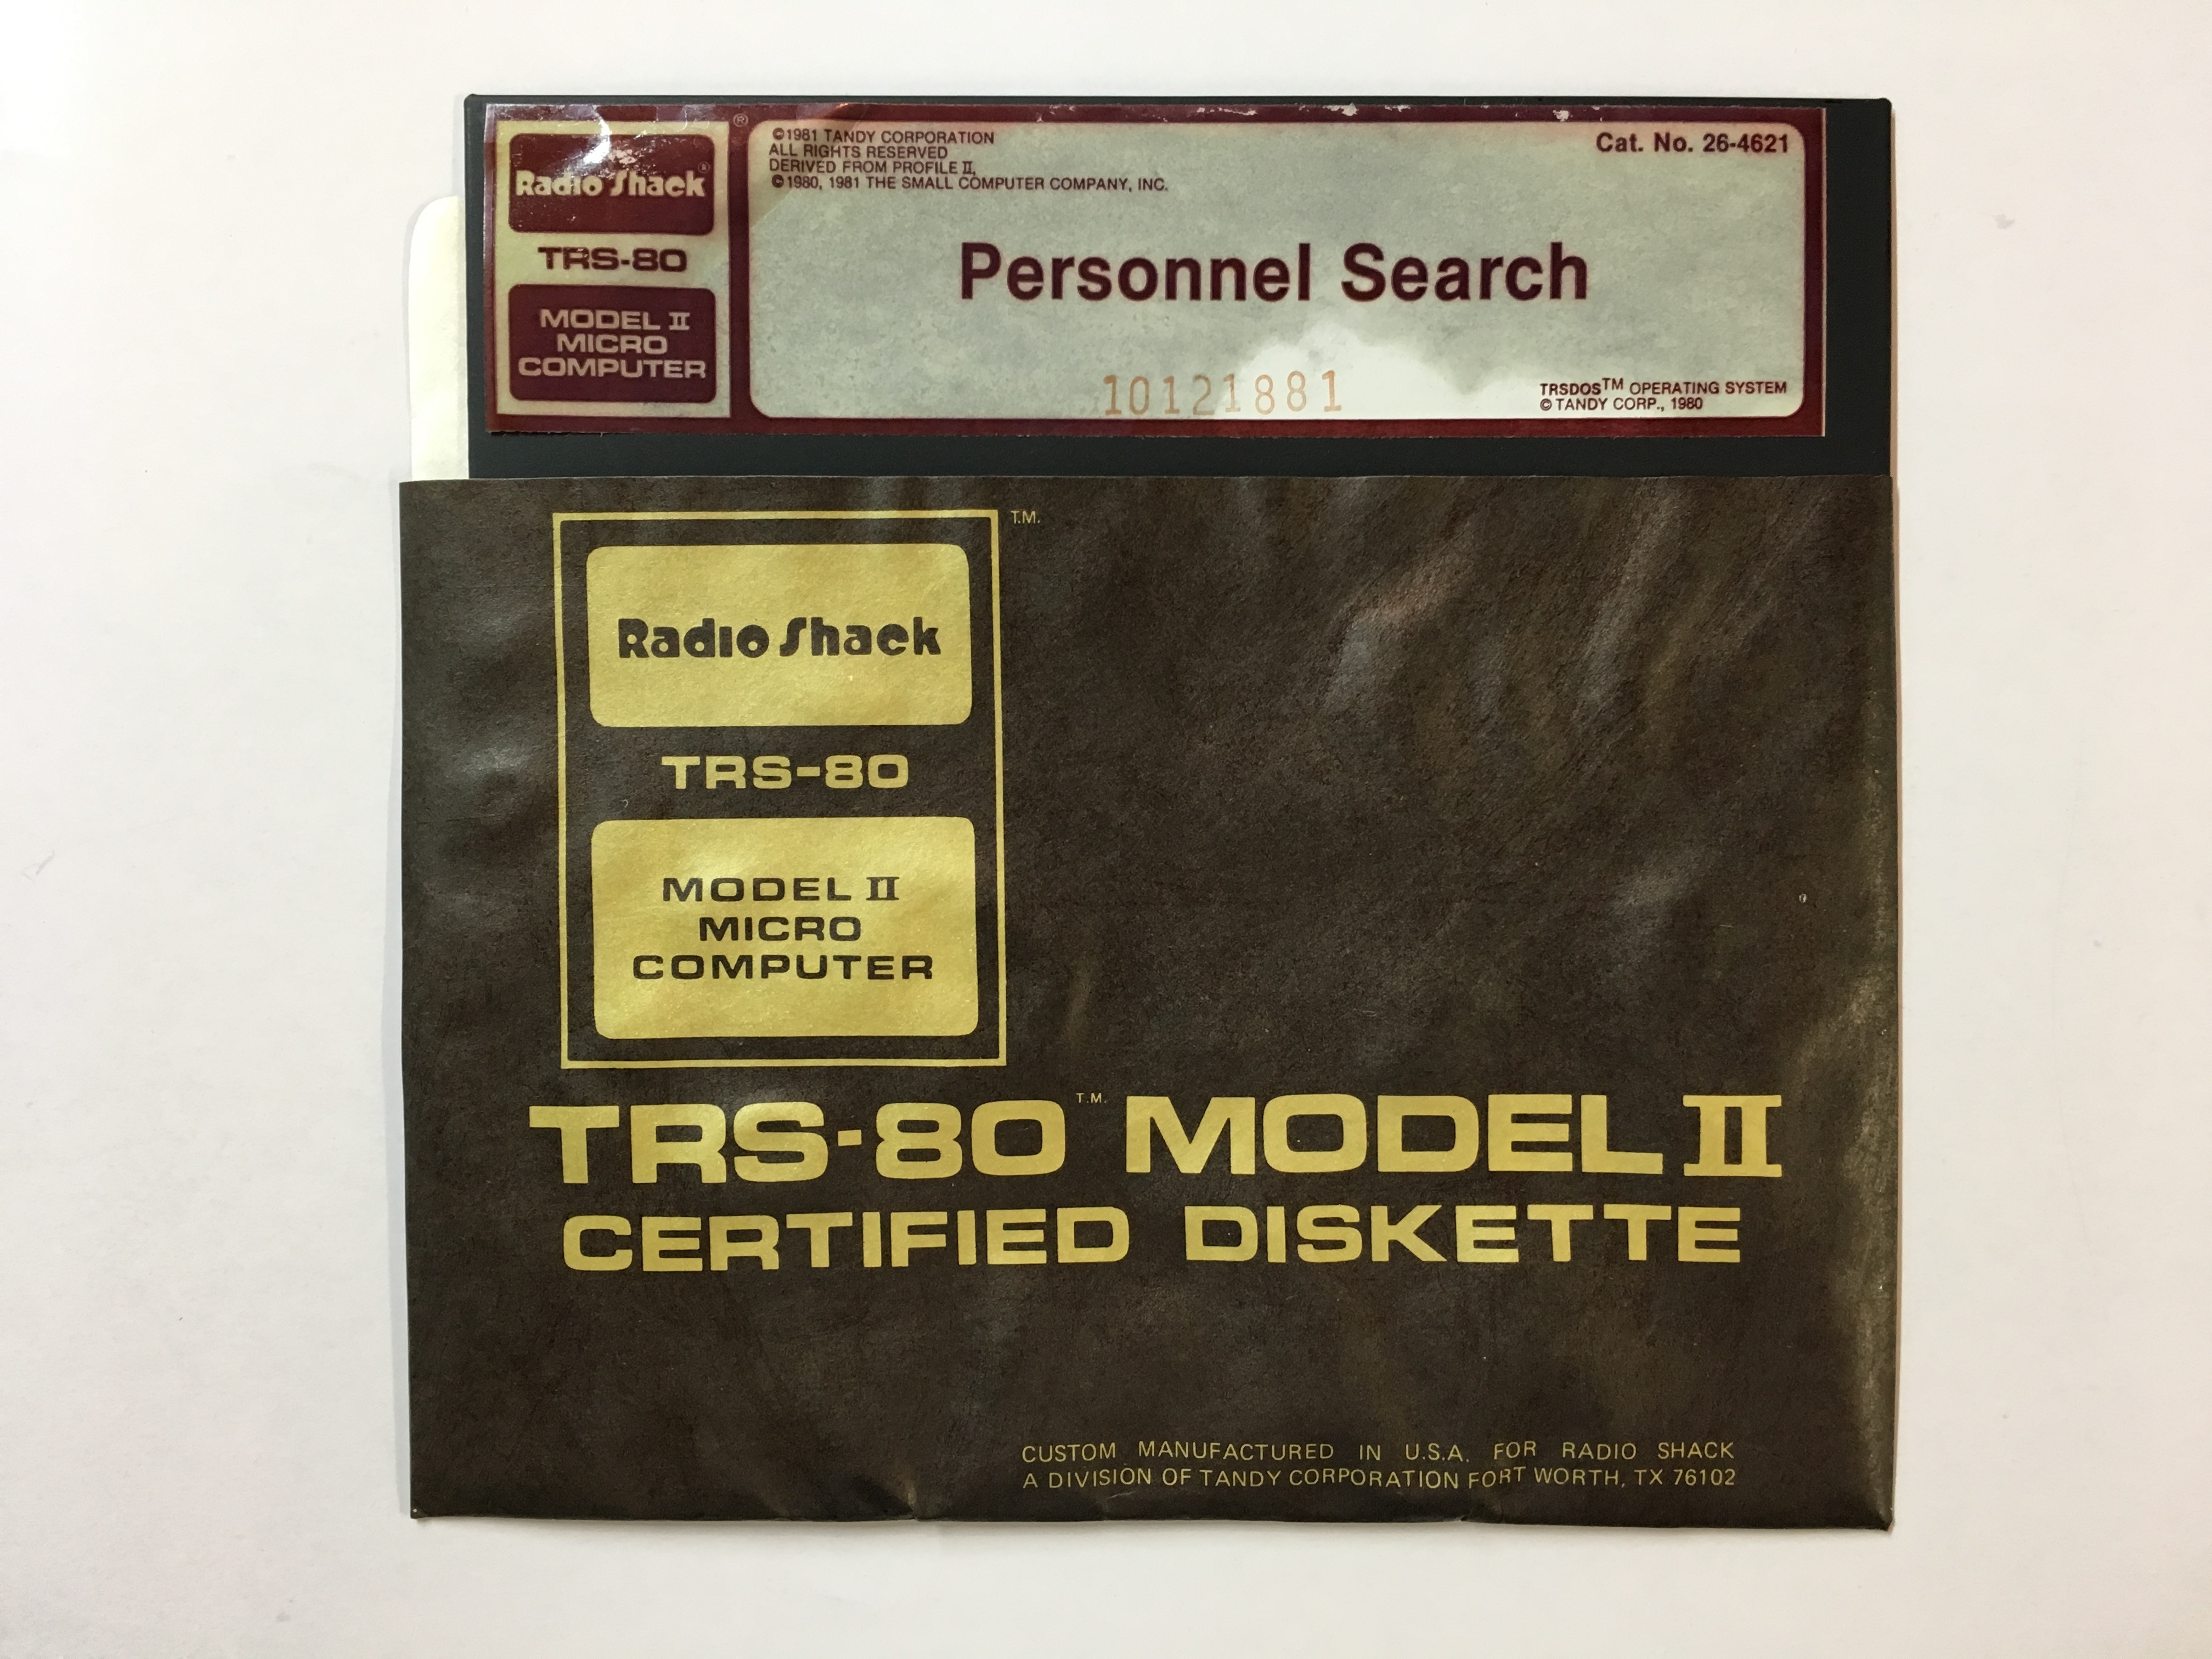 Radio Shack®
TRS-80
MODEL II
MICRO
COMPUTER
®
©1981 TANDY CORPORATION
ALL RIGHTS RESERVED
DERIVED FROM PROFILE II,
©1980, 1981 THE SMALL COMPUTER COMPANY, INC.
Cat. No. 26-4621
Personnel Search
10121881
TRSDOS™ OPERATING SYSTEM
© TANDY CORP., 1980
T.M.
Radio Shack
TRS-80
MODEL II
MICRO
COMPUTER
TRS-80 T.M. MODEL II
CERTIFIED DISKETTE
CUSTOM MANUFACTURED IN U.S.A. FOR RADIO SHACK
A DIVISION OF TANDY CORPORATION FORT WORTH, TX 76102